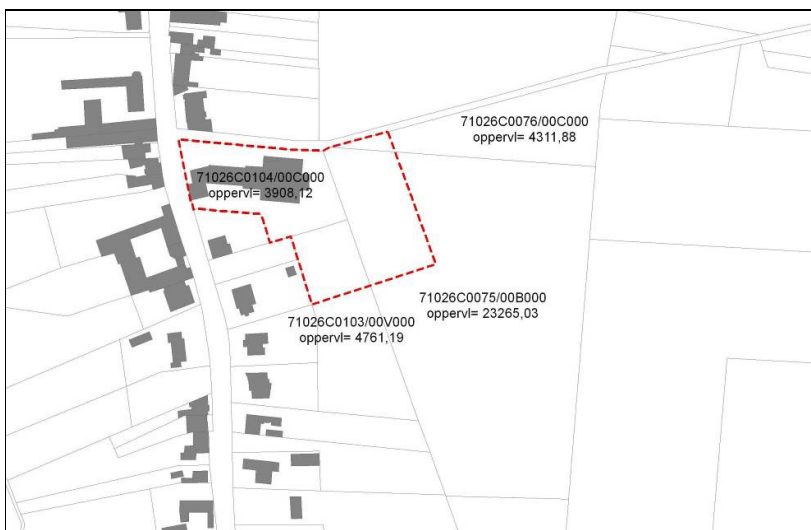 71026C0076/00C000
oppervl= 4311,88
71026C0104/00C000
oppervl= 3908,12
71026C0075/00B000
oppervl= 23265,03
71026C0103/00V000
oppervl= 4761,19